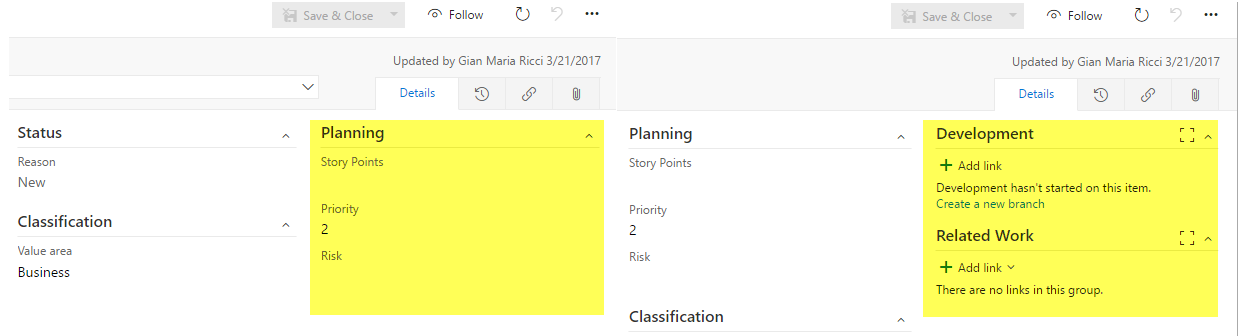 Save & Close
Follow
Updated by Gian Maria Ricci 3/21/2017
Details
Status
Reason
New
Classification
Value area
Business
Planning
Story Points
Priority
2
Risk
Save & Close
Follow
Updated by Gian Maria Ricci 3/21/2017
Details
Planning
Story Points
Priority
2
Risk
Classification
Development
Add link
Development hasn't started on this item.
Create a new branch
Related Work
Add link
There are no links in this group.